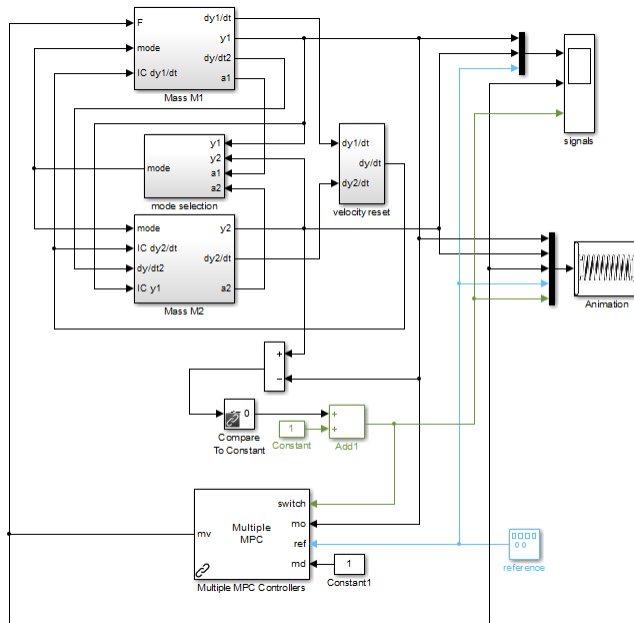 F
mode
IC dy1/dt
dy1/dt
y1
dy/dt2
a1
Mass M1
signals
mode
y1
y2
a1
a2
mode selection
dy1/dt
dy/dt
dy2/dt
velocity reset
mode
IC dy2/dt
dy/dt2
IC y1
y2
dy2/dt
a2
Mass M2
Animation
+
−
0
Compare
To Constant
1
Constant
+
+
Add1
mv
Multiple
MPC
switch
mo
ref
md
Multiple MPC Controllers
1
Constant1
reference